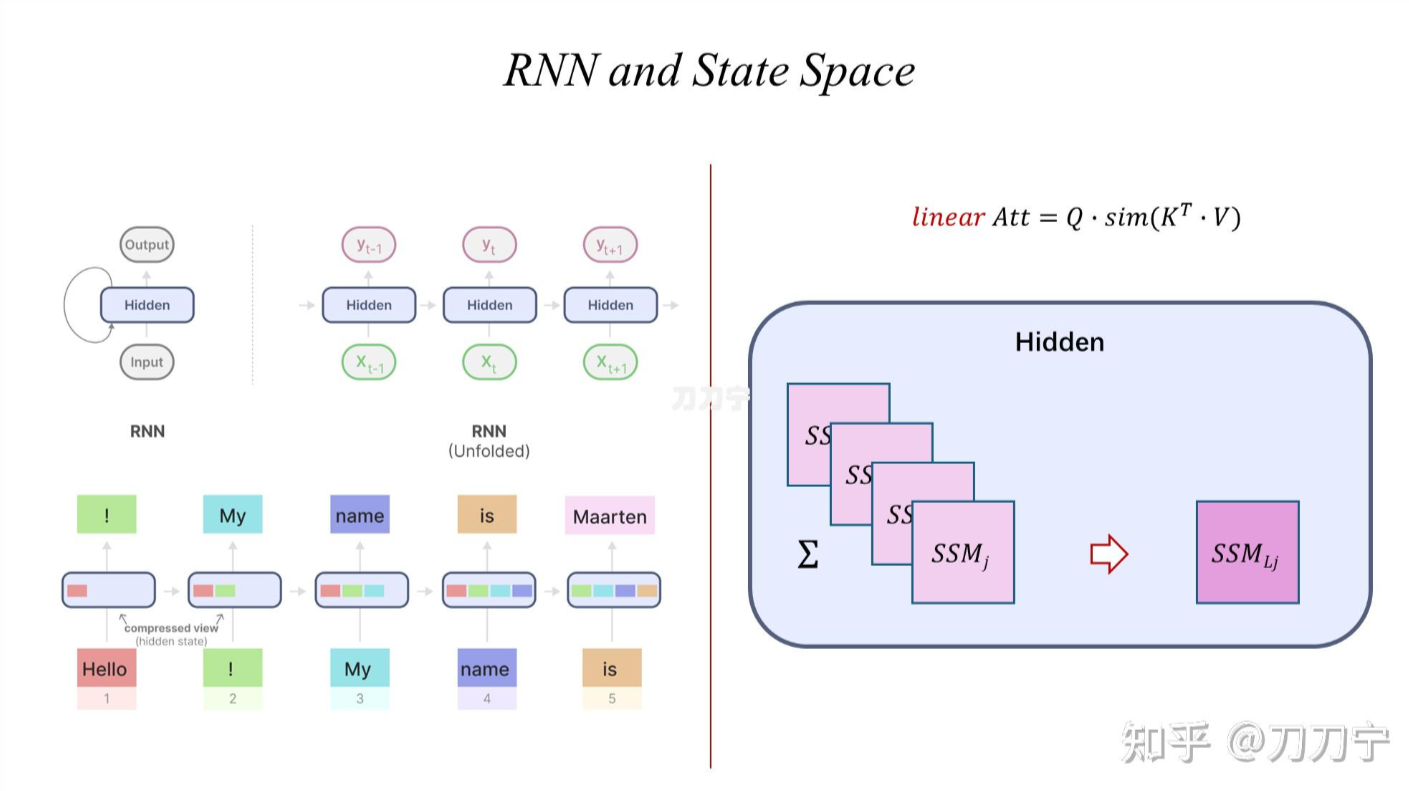 RNN and State Space
Output
Hidden
Input
RNN
y_{t-1} y_t y_{t+1}
Hidden Hidden Hidden
X_{t-1} X_t X_{t+1}
RNN
(Unfolded)
! My name is Maarten
compressed view
(hidden state)
Hello ! My name is
1 2 3 4 5
linear Att = Q · sim(K^T · V)
Hidden
SS
SS
SS
Σ SSM_j SSM_{Lj}
刀刀宁
知乎 @刀刀宁